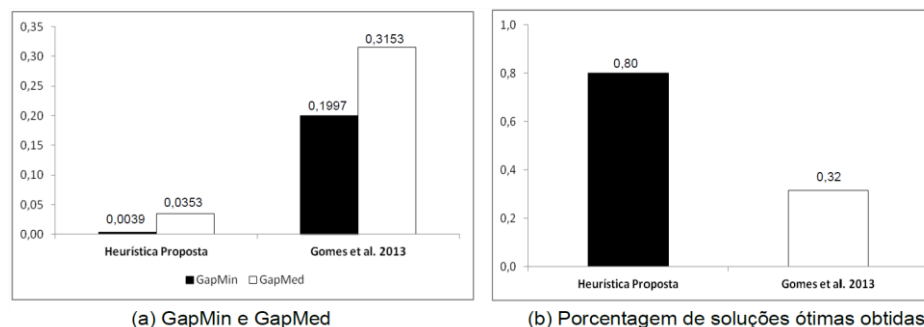 0,35
0,30
0,25
0,20
0,15
0,10
0,05
0,00
0,0039
0,0353
0,1997
0,3153
Heurística Proposta
Gomes et al. 2013
GapMin
GapMed
(a) GapMin e GapMed
1,0
0,8
0,6
0,4
0,2
0,0
0,80
0,32
Heurística Proposta
Gomes et al. 2013
(b) Porcentagem de soluções ótimas obtidas